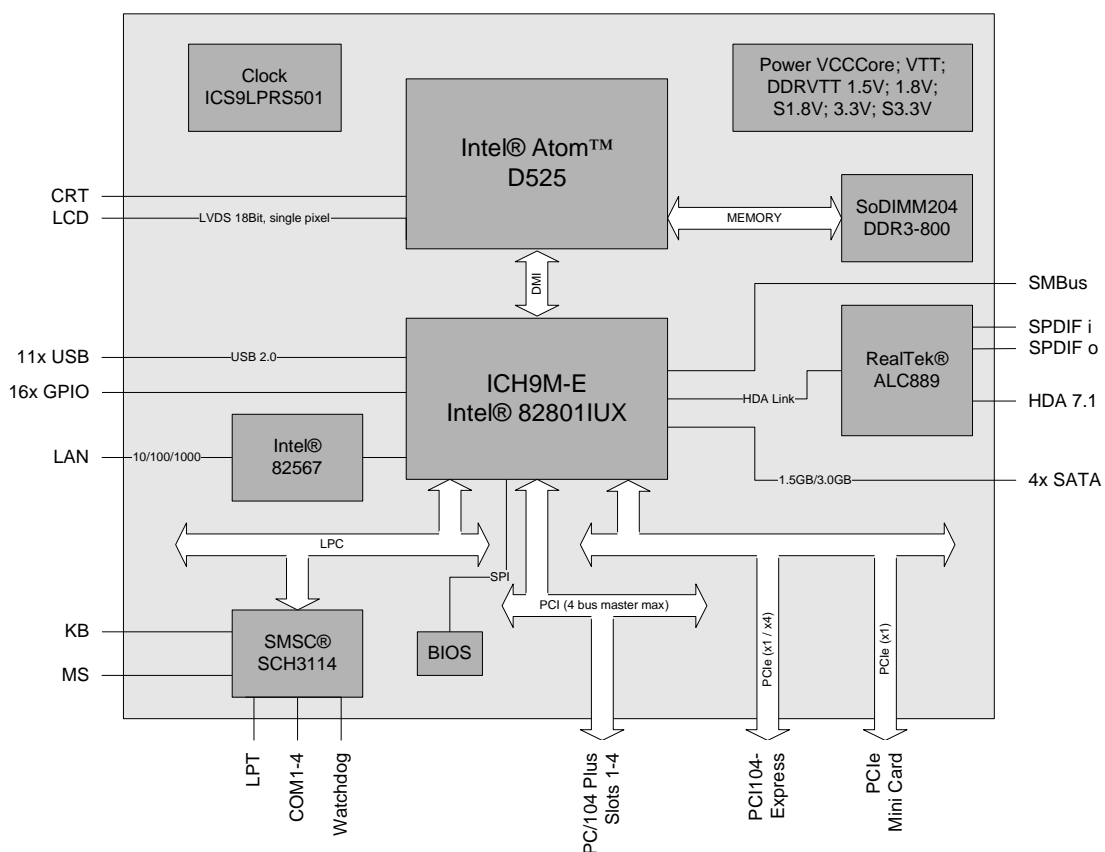 Clock
ICS9LPRS501
Power VCCCore; VTT;
DDRVTT 1.5V; 1.8V;
S1.8V; 3.3V; S3.3V
Intel® Atom™
D525
CRT
LCD
LVDS 18Bit, single pixel
MEMORY
SoDIMM204
DDR3-800
DMI
SMBus
SPDIF i
SPDIF o
RealTek®
ALC889
HDA 7.1
11x USB
USB 2.0
16x GPIO
ICH9M-E
Intel® 82801IUX
HDA Link
LAN
10/100/1000
Intel®
82567
1.5GB/3.0GB
4x SATA
LPC
SPI
PCI (4 bus master max)
PCIe (x1 / x4)
PCIe (x1)
KB
MS
SMSC®
SCH3114
BIOS
LPT
COM1-4
Watchdog
PC/104 Plus
Slots 1-4
PCI104-
Express
PCIe
Mini Card